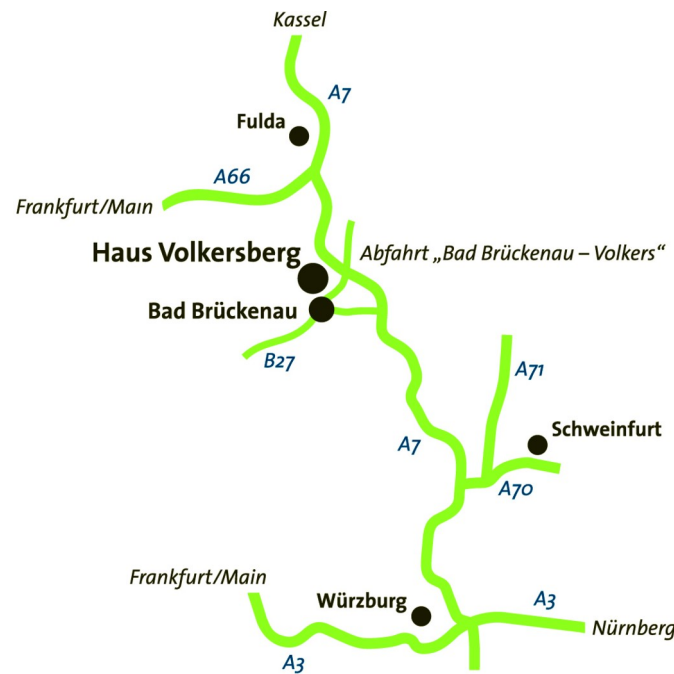 Kassel
A7
Fulda
A66
Frankfurt/Main
Haus Volkersberg
Abfahrt „Bad Brückenau – Volkers“
Bad Brückenau
B27
A71
Schweinfurt
A7
A70
Frankfurt/Main
Würzburg
A3
Nürnberg
A3